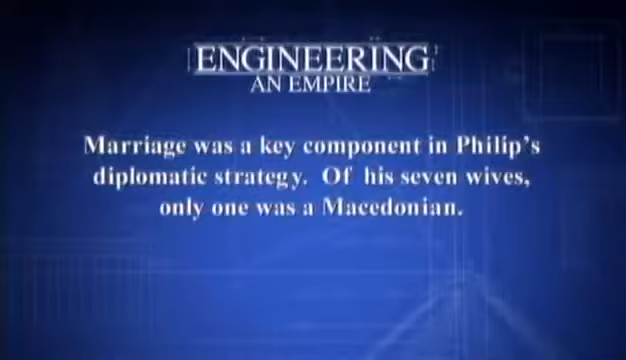 ENGINEERING
AN EMPIRE
Marriage was a key component in Philip's
diplomatic strategy. Of his seven wives,
only one was a Macedonian.